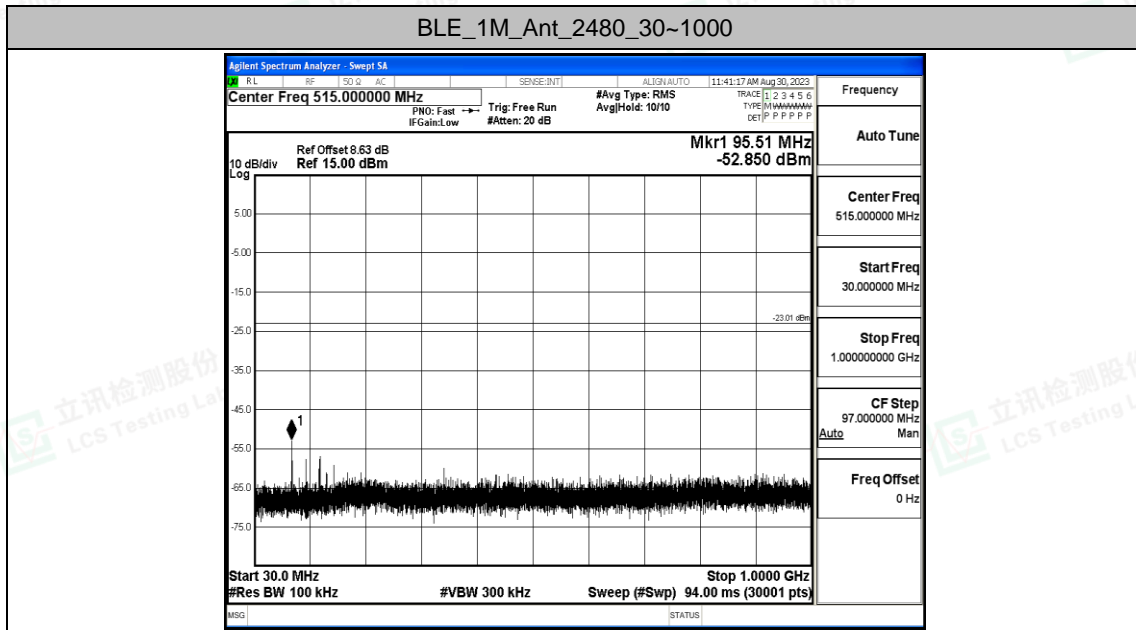 BLE_1M_Ant_2480_30~1000
Agilent Spectrum Analyzer - Swept SA
RL RF 50 Ω AC SENSE:INT ALIGN AUTO 11:41:17 AM Aug 30, 2023
Center Freq 515.000000 MHz
PNO: Fast
IFGain:Low
Trig: Free Run
#Atten: 20 dB
#Avg Type: RMS
Avg|Hold: 10/10
TRACE 1 2 3 4 5 6
TYPE M
DET P P P P P P
Mkr1 95.51 MHz
-52.850 dBm
Ref Offset 8.63 dB
10 dB/div Ref 15.00 dBm
Log
5.00
-5.00
-15.0
-23.01 dBm
-25.0
-35.0
-45.0
1
-55.0
-65.0
-75.0
Start 30.0 MHz Stop 1.0000 GHz
#Res BW 100 kHz #VBW 300 kHz Sweep (#Swp) 94.00 ms (30001 pts)
MSG STATUS
Frequency
Auto Tune
Center Freq
515.000000 MHz
Start Freq
30.000000 MHz
Stop Freq
1.000000000 GHz
CF Step
97.000000 MHz
Auto Man
Freq Offset
0 Hz
立讯检测股份
LCS Testing Lab
立讯检测股份
LCS Testing L